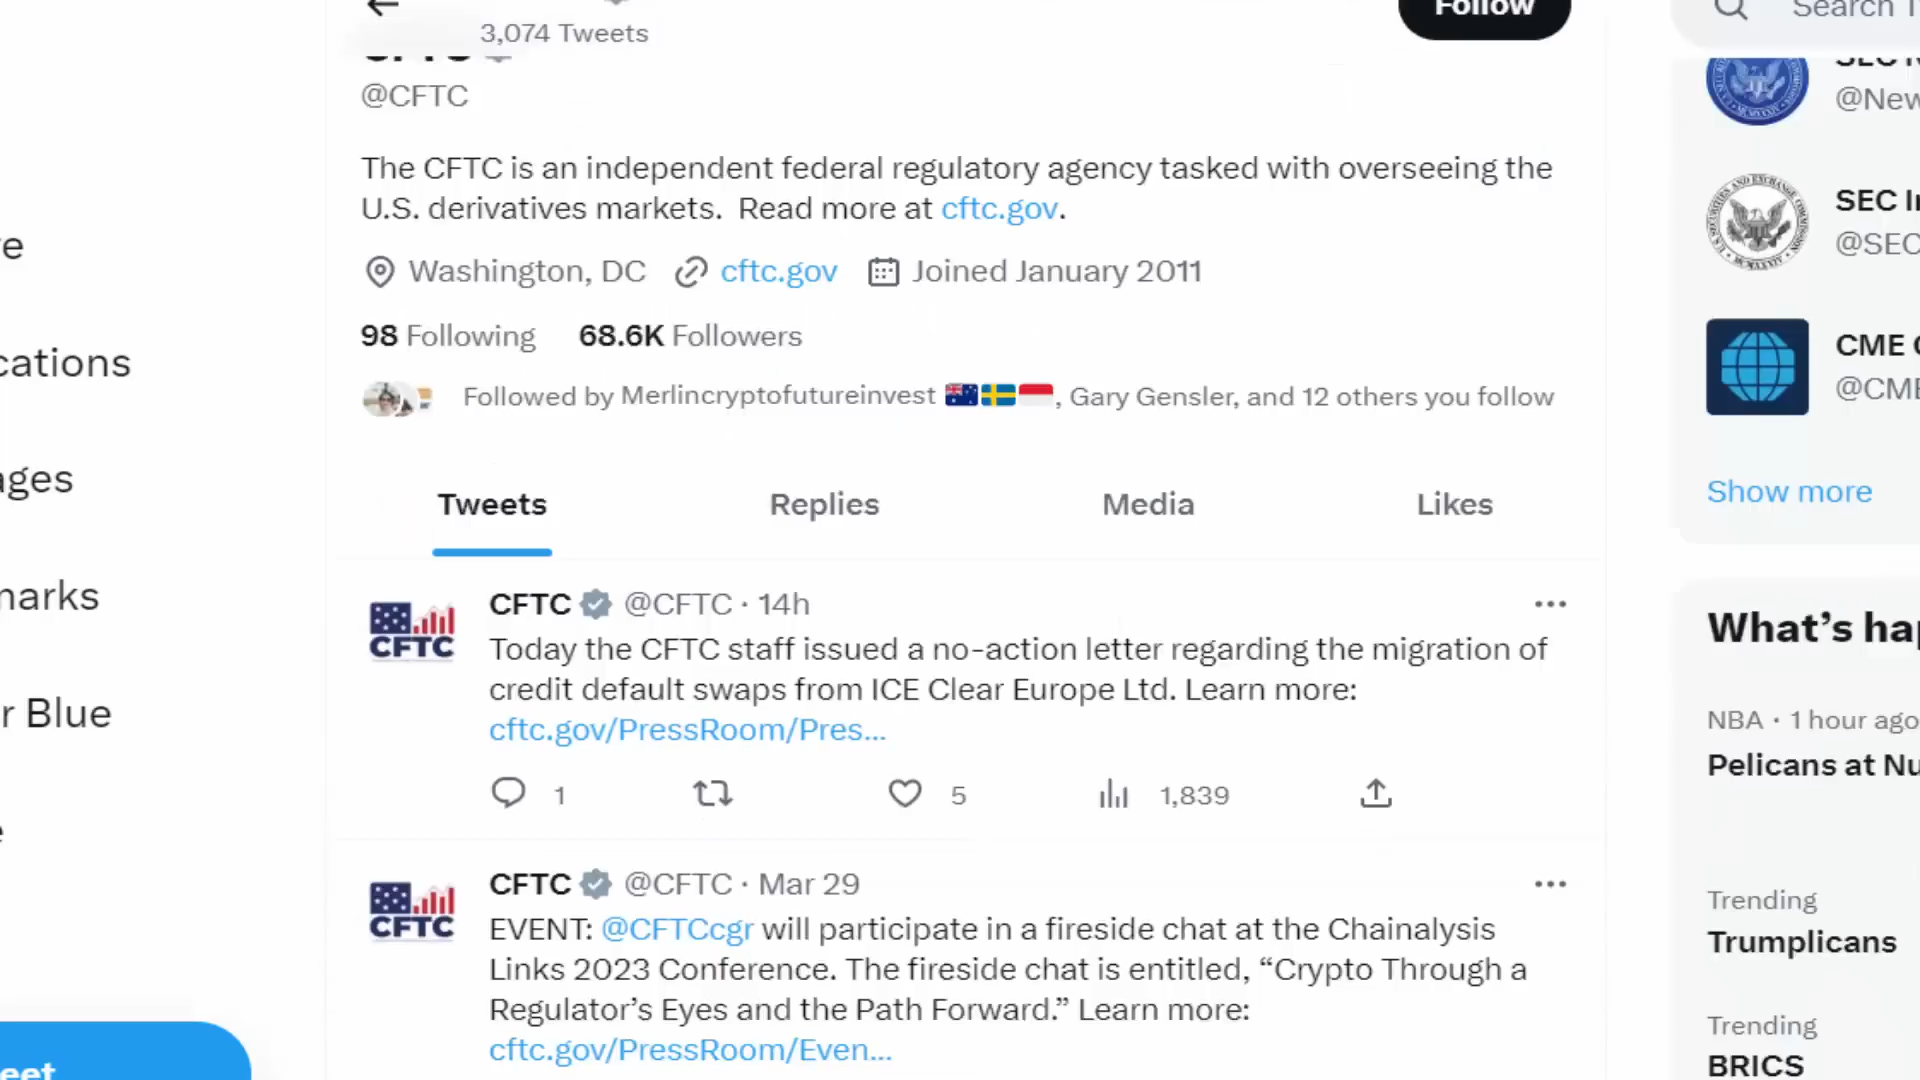 Follow
3,074 Tweets
@CFTC
The CFTC is an independent federal regulatory agency tasked with overseeing the
U.S. derivatives markets. Read more at cftc.gov.
Washington, DC cftc.gov Joined January 2011
98 Following 68.6K Followers
Followed by Merlincryptofutureinvest 🇦🇺🇸🇪🇮🇩, Gary Gensler, and 12 others you follow
Tweets Replies Media Likes
CFTC @CFTC · 14h
Today the CFTC staff issued a no-action letter regarding the migration of
credit default swaps from ICE Clear Europe Ltd. Learn more:
cftc.gov/PressRoom/Pres...
1 5 1,839
CFTC
CFTC @CFTC · Mar 29
EVENT: @CFTCcgr will participate in a fireside chat at the Chainalysis
Links 2023 Conference. The fireside chat is entitled, “Crypto Through a
Regulator’s Eyes and the Path Forward.” Learn more:
cftc.gov/PressRoom/Even...
CFTC
e
cations
ages
marks
r Blue
eet
Search
@New
SEC
@SEC
CME
@CME
Show more
What’s hap
NBA · 1 hour ago
Pelicans at Nu
Trending
Trumplicans
Trending
BRICS